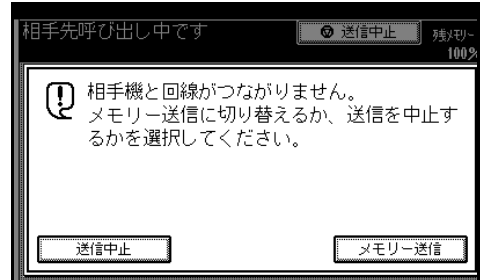 相手先呼び出し中です
送信中止
残メモリー
100%
相手機と回線がつながりません。
メモリー送信に切り替えるか、送信を中止す
るかを選択してください。
送信中止
メモリー送信